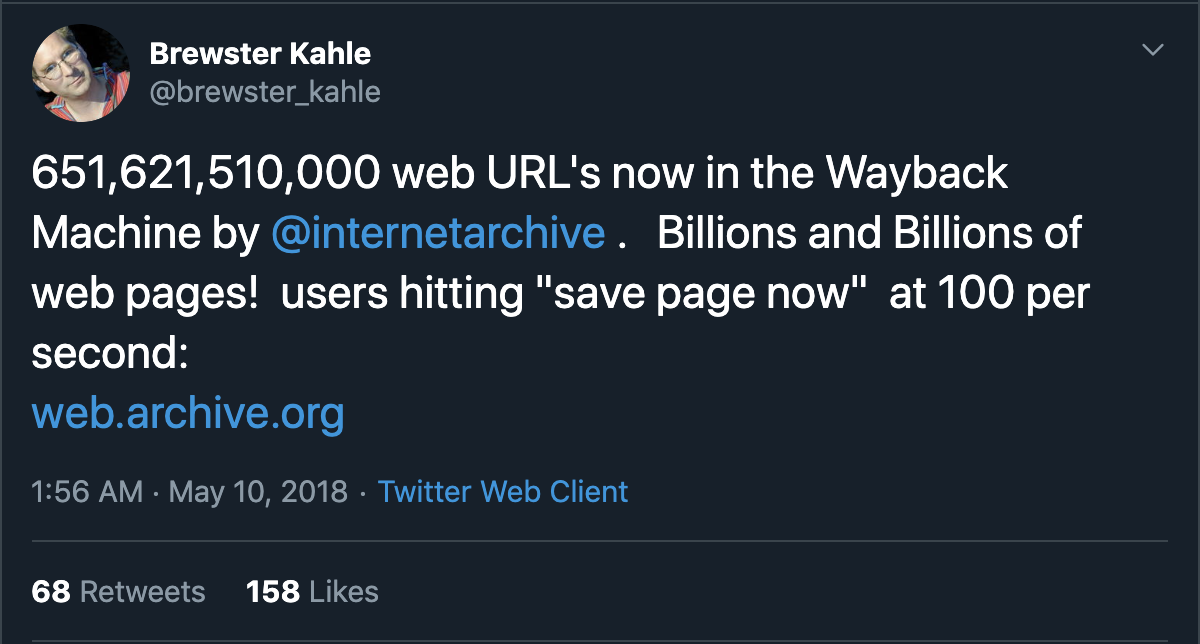 Brewster Kahle
@brewster_kahle
651,621,510,000 web URL's now in the Wayback
Machine by @internetarchive .   Billions and Billions of
web pages!  users hitting "save page now"  at 100 per
second:
web.archive.org
1:56 AM · May 10, 2018 · Twitter Web Client
68 Retweets   158 Likes